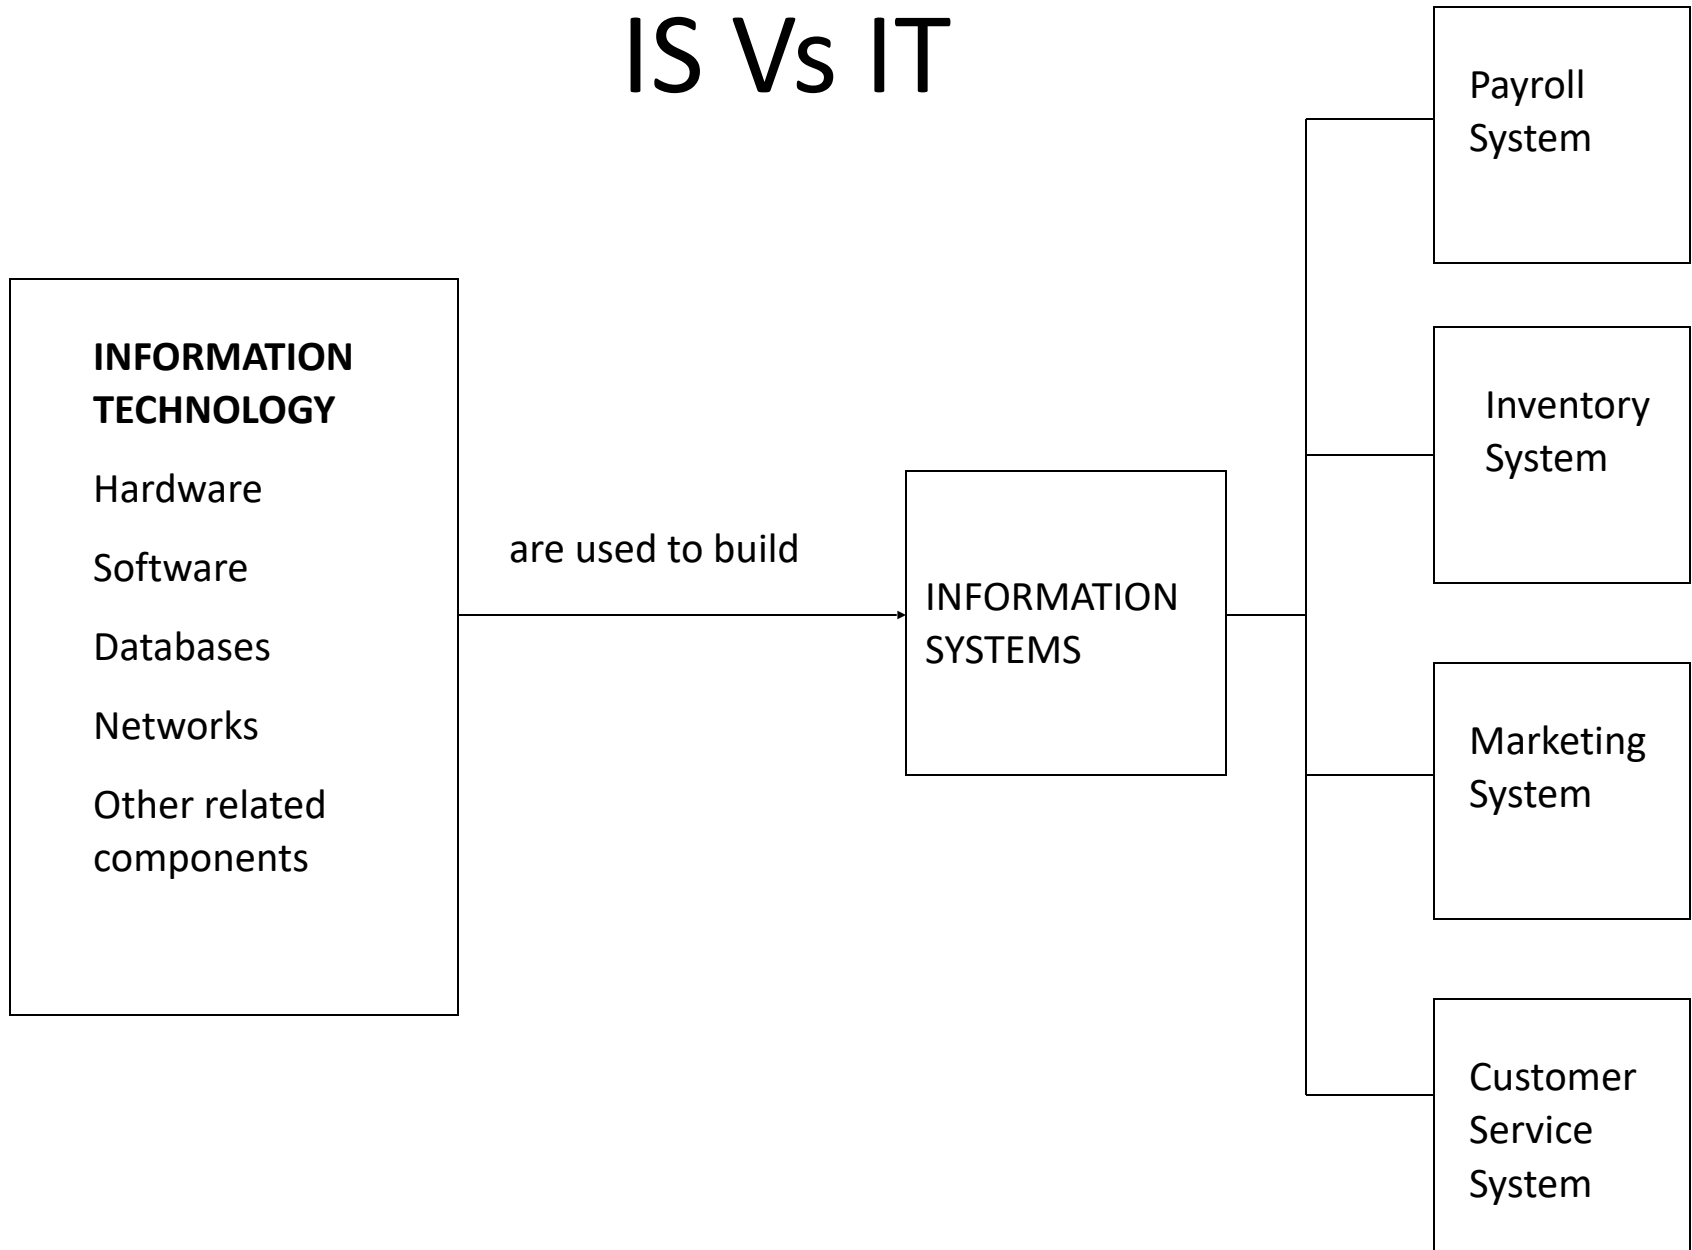 IS Vs IT
INFORMATION
TECHNOLOGY
Hardware
Software
Databases
Networks
Other related
components
are used to build
INFORMATION
SYSTEMS
Payroll
System
Inventory
System
Marketing
System
Customer
Service
System